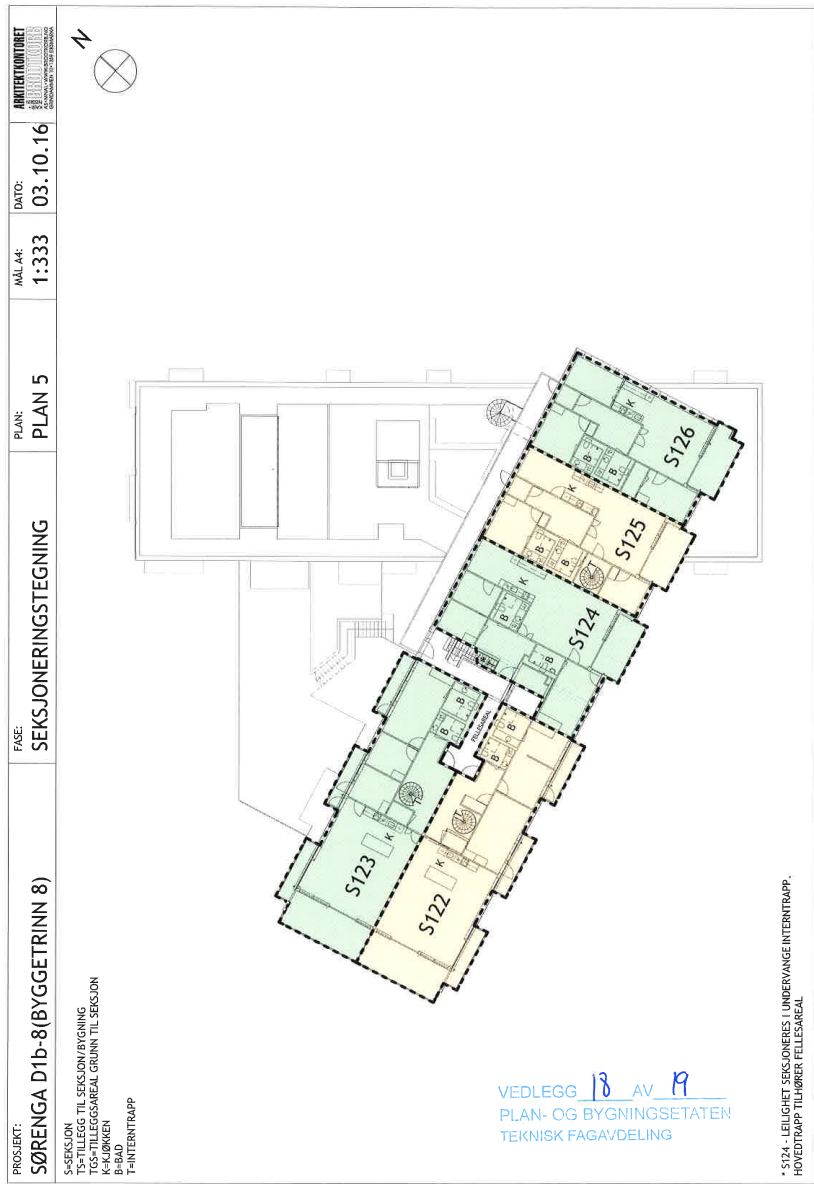 PROSJEKT:
SØRENGA D1b-8(BYGGETRINN 8)
FASE:
SEKSJONERINGSTEGNING
PLAN:
PLAN 5
MÅL A4:
1:333
DATO:
03.10.16
ARKITEKTKONTORET
KARI NISSEN BRODTKORB
N
S=SEKSJON
TS=TILLEGG TIL SEKSJON/BYGNING
TGS=TILLEGGSAREAL GRUNN TIL SEKSJON
K=KJØKKEN
B=BAD
T=INTERNTRAPP
S123
K
T
B
B
S122
K
T
B
B
FELLESAREAL
S124
K
B
B
S125
K
B
B
T
S126
K
B
B
VEDLEGG 18 AV 19
PLAN- OG BYGNINGSETATEN
TEKNISK FAGAVDELING
* S124 - LEILIGHET SEKSJONERES I UNDERVANGE INTERNTRAPP.
HOVEDTRAPP TILHØRER FELLESAREAL